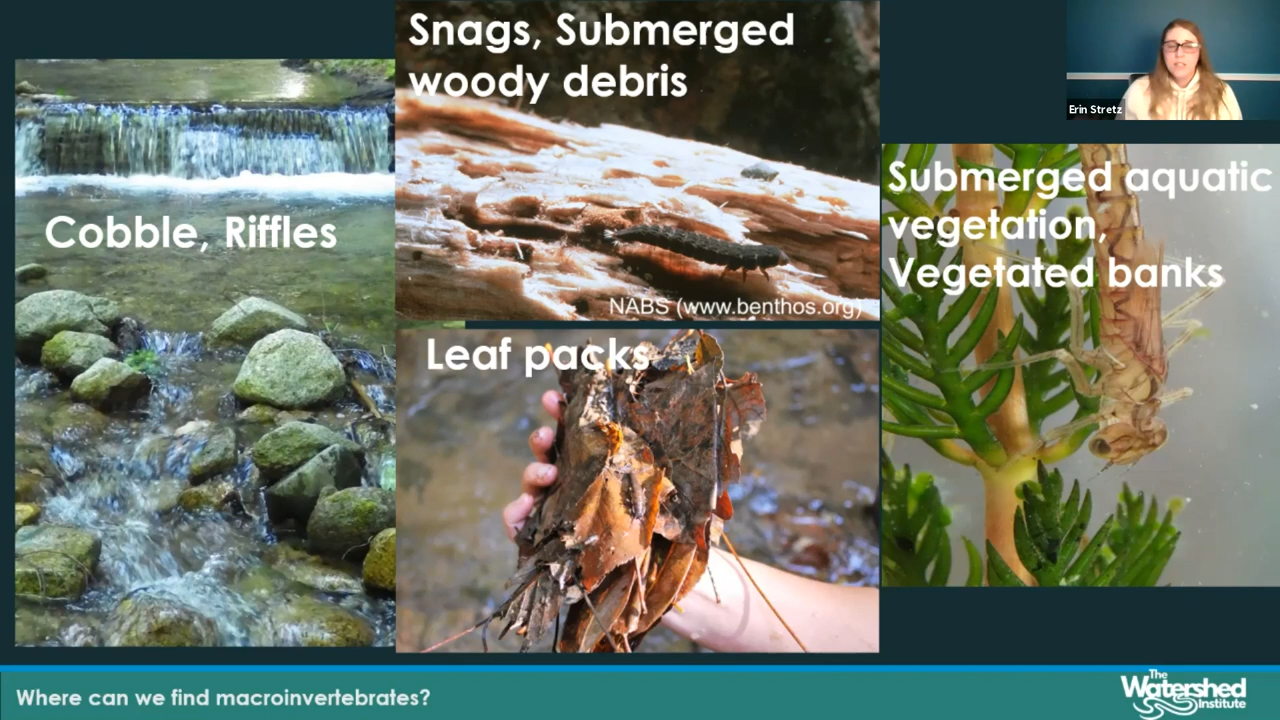 Cobble, Riffles
Snags, Submerged
woody debris
NABS (www.benthos.org)
Leaf packs
Submerged aquatic
vegetation,
Vegetated banks
Erin Stretz
Where can we find macroinvertebrates?
The
Watershed
Institute